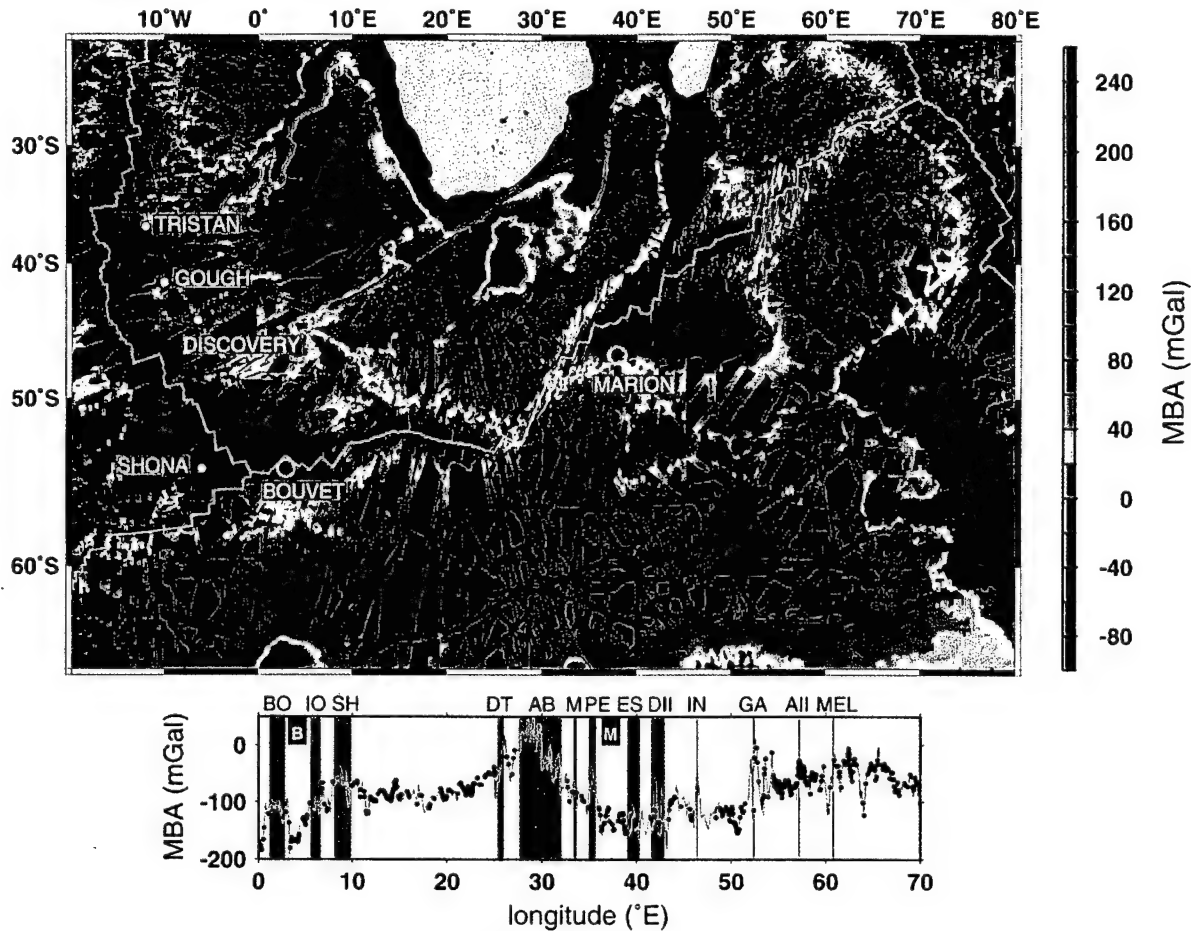 10˚W 0˚ 10˚E 20˚E 30˚E 40˚E 50˚E 60˚E 70˚E 80˚E
30˚S
40˚S
50˚S
60˚S
TRISTAN
GOUGH
DISCOVERY
MARION
SHONA
BOUVET
240
200
160
120
80
40
0
-40
-80
MBA (mGal)
BO IO SH DT AB M PE ES DII IN GA AII MEL
B M
0
-100
-200
MBA (mGal)
0 10 20 30 40 50 60 70
longitude (˚E)